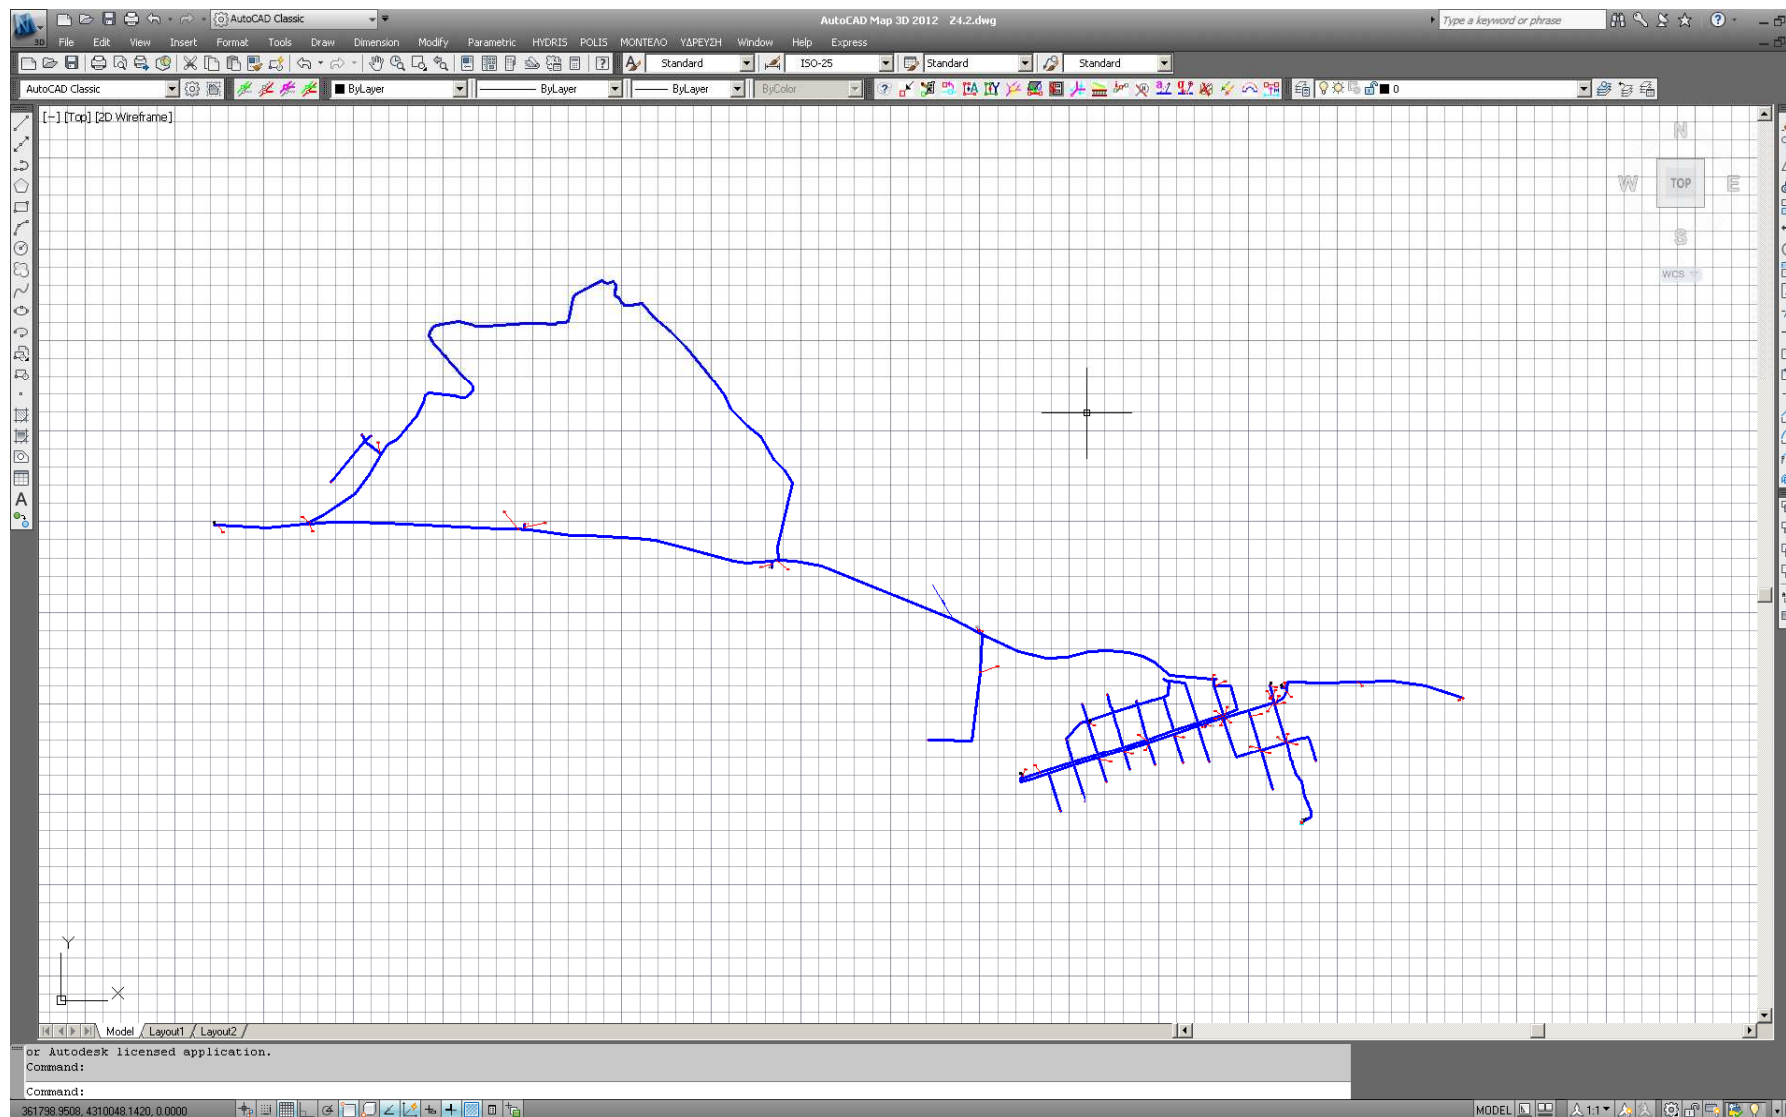 AutoCAD Classic
AutoCAD Map 3D 2012 Z4.2.dwg
Type a keyword or phrase
3D
File Edit View Insert Format Tools Draw Dimension Modify Parametric HYDRIS POLIS ΜΟΝΤΕΛΟ ΥΔΡΕΥΣΗ Window Help Express
Standard ISO-25 Standard Standard
AutoCAD Classic ByLayer ByLayer ByLayer ByColor 0
[-] [Top] [2D Wireframe]
N
W TOP E
S
WCS
A
Y
X
Model Layout1 Layout2
or Autodesk licensed application.
Command:
Command:
361798.9508, 4310048.1420, 0.0000 MODEL 1:1